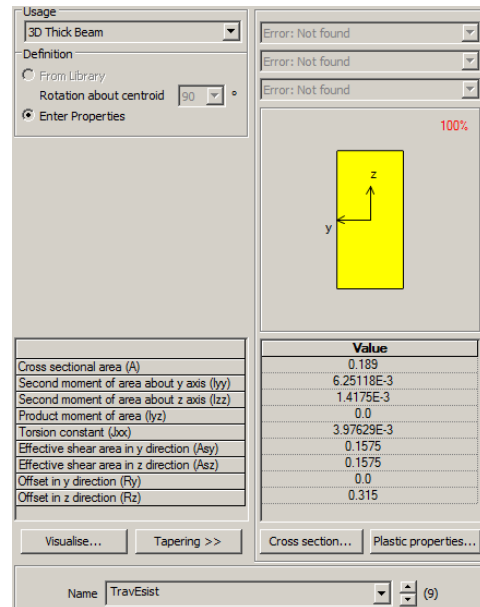 Usage
3D Thick Beam
Definition
From Library
Rotation about centroid 90 °
Enter Properties
Error: Not found
Error: Not found
Error: Not found
100%
z
y
Value
Cross sectional area (A) 0.189
Second moment of area about y axis (Iyy) 6.25118E-3
Second moment of area about z axis (Izz) 1.4175E-3
Product moment of area (Iyz) 0.0
Torsion constant (Jxx) 3.97629E-3
Effective shear area in y direction (Asy) 0.1575
Effective shear area in z direction (Asz) 0.1575
Offset in y direction (Ry) 0.0
Offset in z direction (Rz) 0.315
Visualise... Tapering >> Cross section... Plastic properties...
Name TravEsist (9)